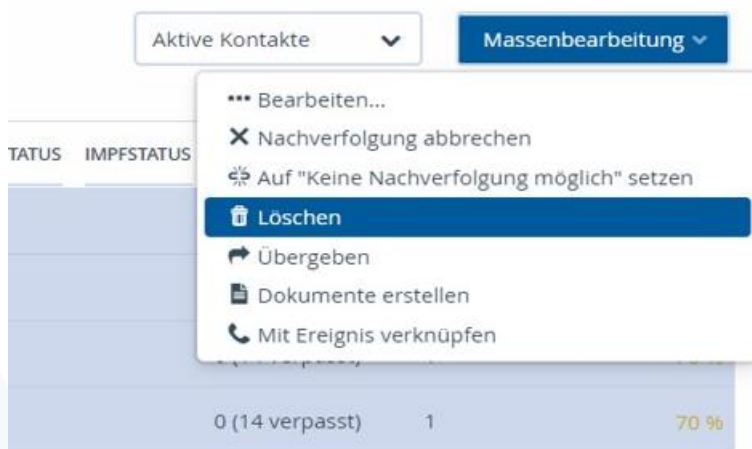 Aktive Kontakte
Massenbearbeitung
Bearbeiten...
Nachverfolgung abbrechen
TATUS IMPFSTATUS
Auf "Keine Nachverfolgung möglich" setzen
Löschen
Übergeben
Dokumente erstellen
Mit Ereignis verknüpfen
0 (14 verpasst) 1 70 %